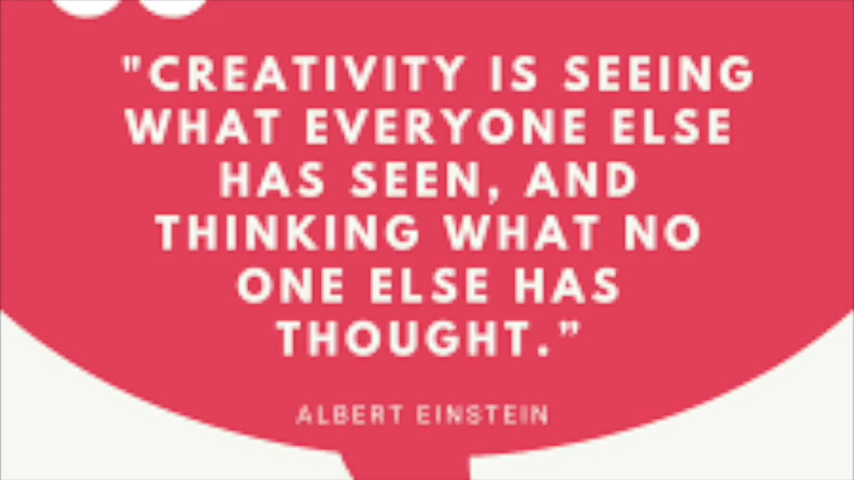 "CREATIVITY IS SEEING
WHAT EVERYONE ELSE
HAS SEEN, AND
THINKING WHAT NO
ONE ELSE HAS
THOUGHT.”
ALBERT EINSTEIN